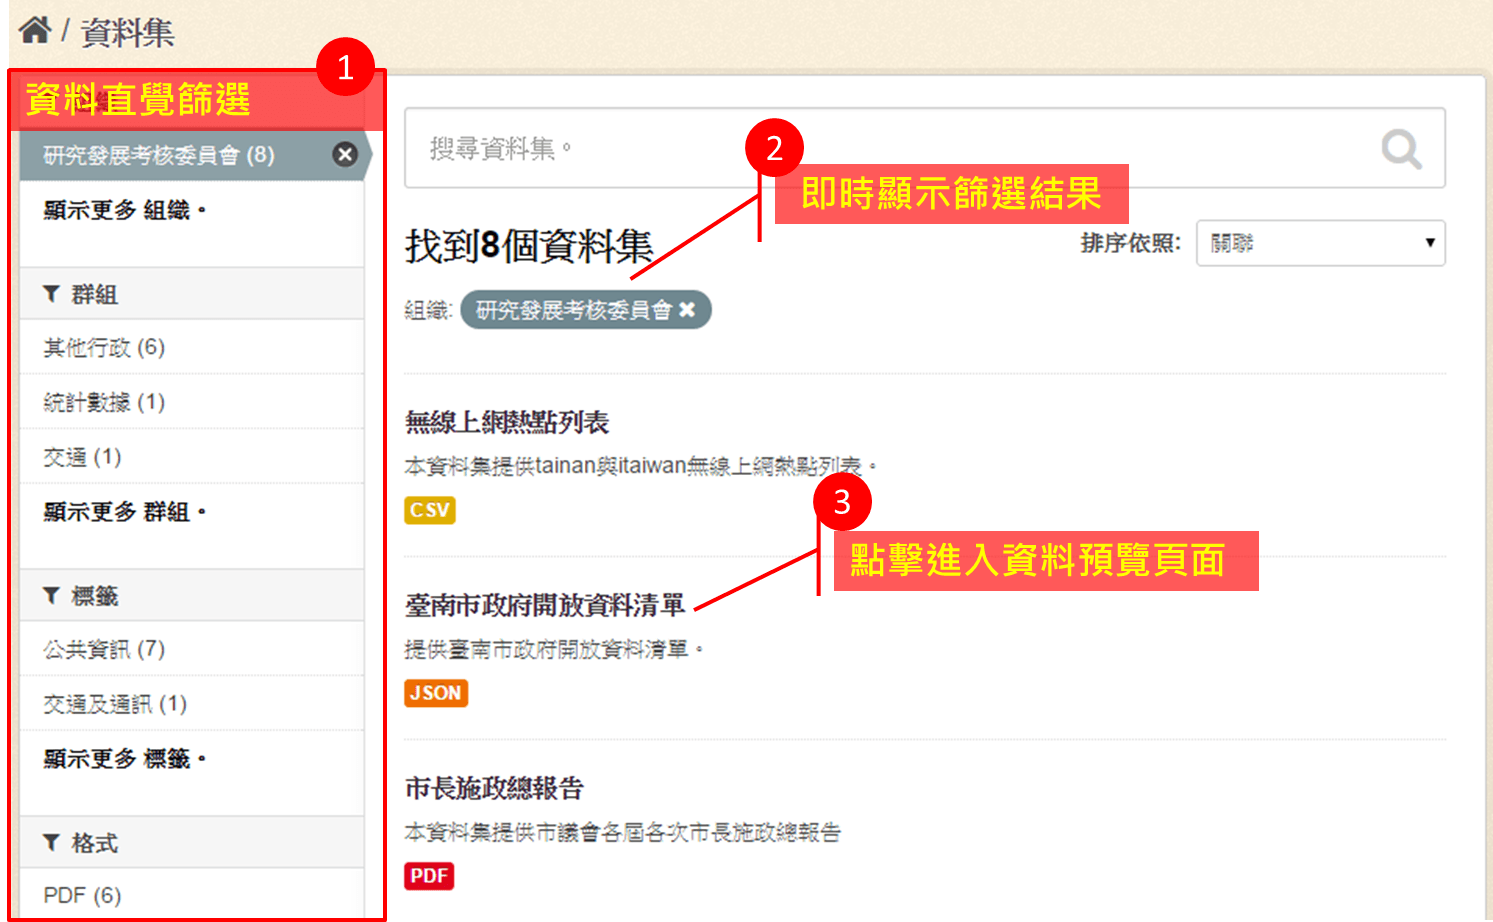 / 資料集
1
資料直覺篩選
研究發展考核委員會 (8)
顯示更多 組織。
群組
其他行政 (6)
統計數據 (1)
交通 (1)
顯示更多 群組。
標籤
公共資訊 (7)
交通及通訊 (1)
顯示更多 標籤。
格式
PDF (6)
搜尋資料集。
2
即時顯示篩選結果
找到8個資料集
排序依照:
關聯
組織:
研究發展考核委員會
無線上網熱點列表
本資料集提供tainan與itaiwan無線上網熱點列表。
CSV
3
點擊進入資料預覽頁面
臺南市政府開放資料清單
提供臺南市政府開放資料清單。
JSON
市長施政總報告
本資料集提供市議會各屆各次市長施政總報告
PDF